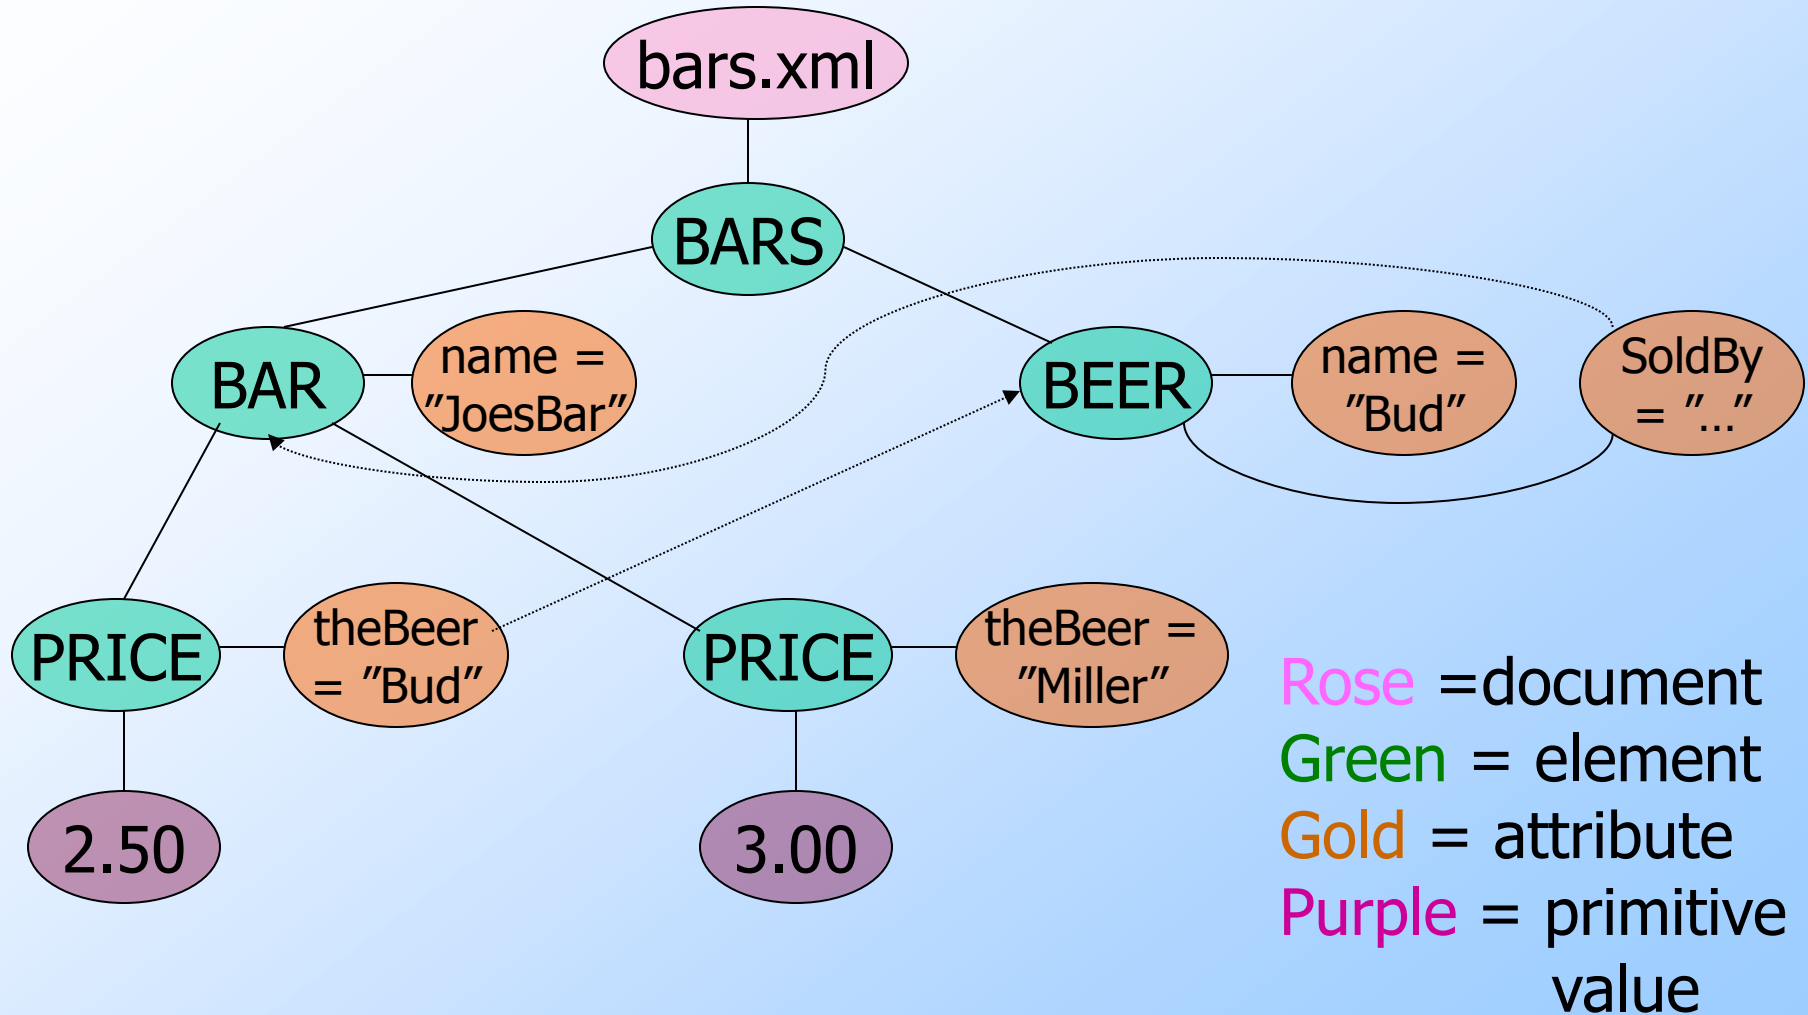 bars.xml
BARS
BAR
name =
”JoesBar”
BEER
name =
”Bud”
SoldBy
= ”…”
PRICE
theBeer
= ”Bud”
PRICE
theBeer =
”Miller”
2.50
3.00
Rose =document
Green = element
Gold = attribute
Purple = primitive
value